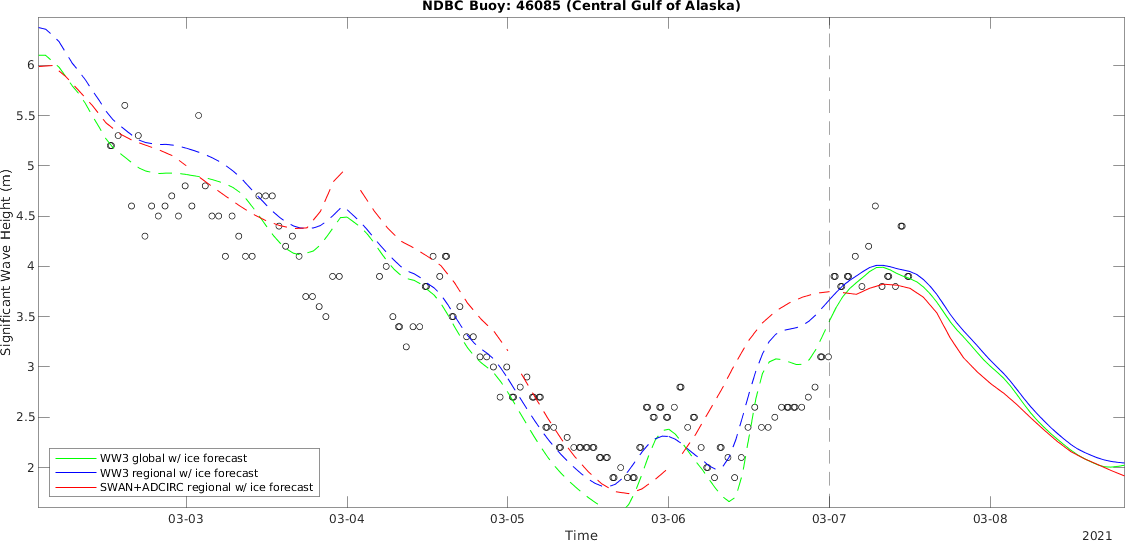 NDBC Buoy: 46085 (Central Gulf of Alaska)
Significant Wave Height (m)
6
5.5
5
4.5
4
3.5
3
2.5
2
WW3 global w/ ice forecast
WW3 regional w/ ice forecast
SWAN+ADCIRC regional w/ ice forecast
03-03 03-04 03-05 03-06 03-07 03-08
Time
2021